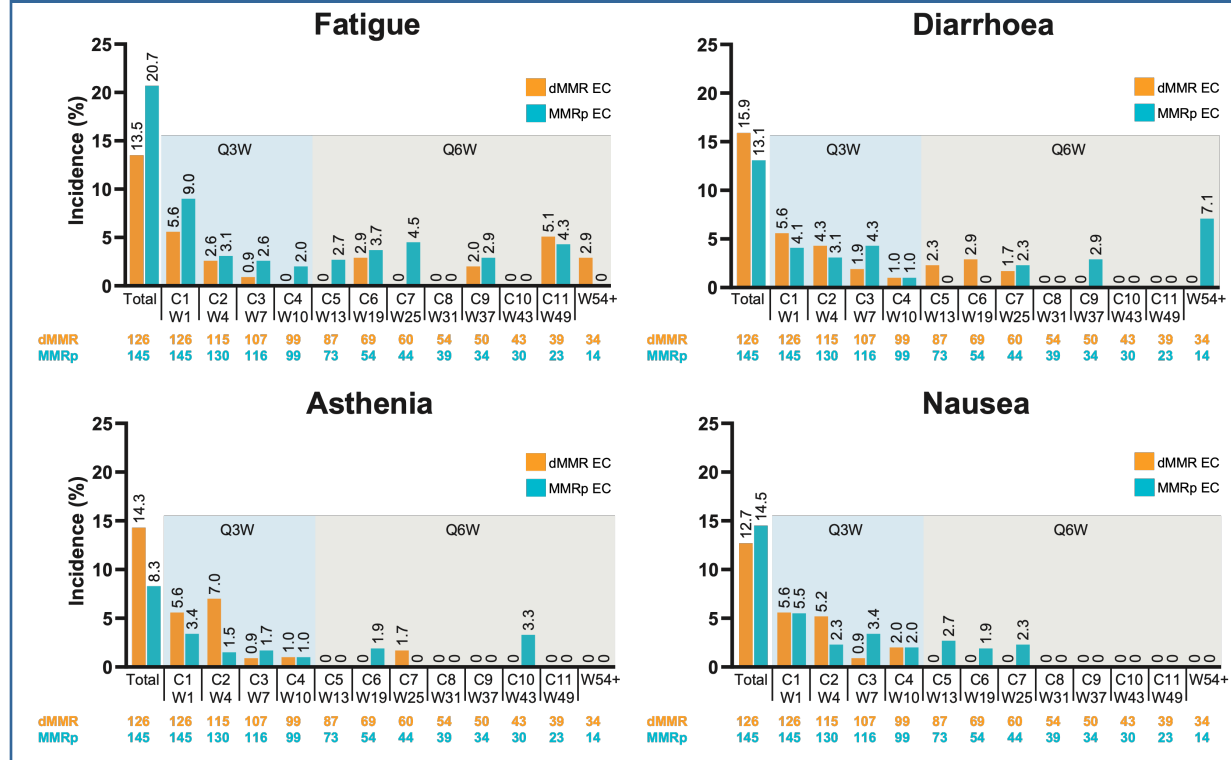 Fatigue
25
20
15
10
5
0
Incidence (%)
dMMR EC
MMRp EC
Q3W Q6W
13.5 20.7 5.6 9.0 2.6 3.1 0.9 2.6 0 2.0 0 2.7 2.9 3.7 0 4.5 0 0 2.0 2.9 0 0 5.1 4.3 2.9 0
Total C1 C2 C3 C4 C5 C6 C7 C8 C9 C10 C11 W54+
W1 W4 W7 W10 W13 W19 W25 W31 W37 W43 W49
dMMR 126 126 115 107 99 87 69 60 54 50 43 39 34
MMRp 145 145 130 116 99 73 54 44 39 34 30 23 14
Diarrhoea
25
20
15
10
5
0
dMMR EC
MMRp EC
Q3W Q6W
15.9 13.1 5.6 4.1 4.3 3.1 1.9 4.3 1.0 1.0 2.3 0 2.9 0 1.7 2.3 0 0 0 2.9 0 0 0 0 0 7.1
Total C1 C2 C3 C4 C5 C6 C7 C8 C9 C10 C11 W54+
W1 W4 W7 W10 W13 W19 W25 W31 W37 W43 W49
dMMR 126 126 115 107 99 87 69 60 54 50 43 39 34
MMRp 145 145 130 116 99 73 54 44 39 34 30 23 14
Asthenia
25
20
15
10
5
0
Incidence (%)
dMMR EC
MMRp EC
Q3W Q6W
14.3 8.3 5.6 3.4 7.0 1.5 0.9 1.7 1.0 1.0 0 0 0 1.9 1.7 0 0 0 0 0 0 3.3 0 0 0 0
Total C1 C2 C3 C4 C5 C6 C7 C8 C9 C10 C11 W54+
W1 W4 W7 W10 W13 W19 W25 W31 W37 W43 W49
dMMR 126 126 115 107 99 87 69 60 54 50 43 39 34
MMRp 145 145 130 116 99 73 54 44 39 34 30 23 14
Nausea
25
20
15
10
5
0
dMMR EC
MMRp EC
Q3W Q6W
12.7 14.5 5.6 5.5 5.2 2.3 0.9 3.4 2.0 2.0 0 2.7 0 1.9 0 2.3 0 0 0 0 0 0 0 0 0 0
Total C1 C2 C3 C4 C5 C6 C7 C8 C9 C10 C11 W54+
W1 W4 W7 W10 W13 W19 W25 W31 W37 W43 W49
dMMR 126 126 115 107 99 87 69 60 54 50 43 39 34
MMRp 145 145 130 116 99 73 54 44 39 34 30 23 14